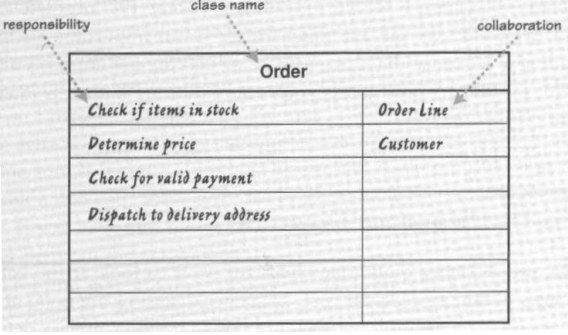 class name
responsibility
collaboration
Order
Check if items in stock
Order Line
Determine price
Customer
Check for valid payment
Dispatch to delivery address